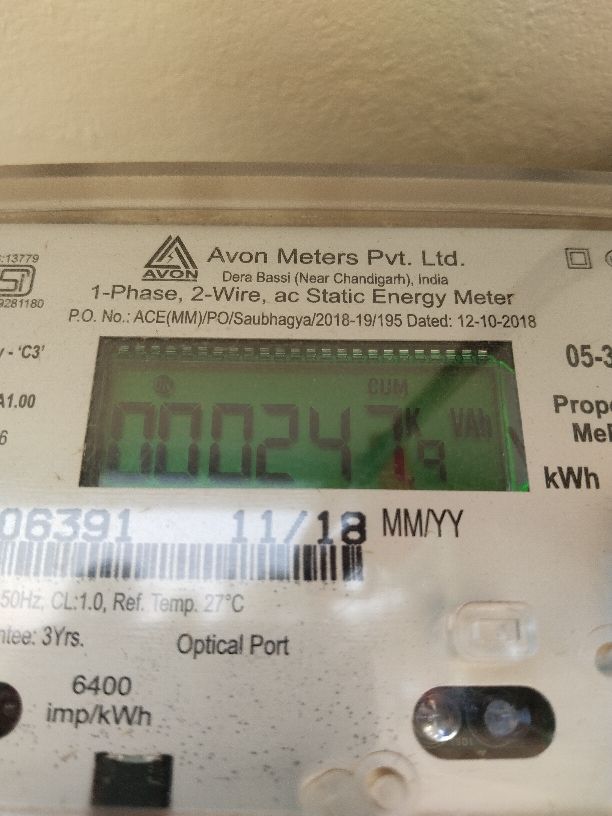 :13779
9281180
AVON
Avon Meters Pvt. Ltd.
Dera Bassi (Near Chandigarh), India
1-Phase, 2-Wire, ac Static Energy Meter
P.O. No.: ACE(MM)/PO/Saubhagya/2018-19/195 Dated: 12-10-2018
y - 'C3'
A1.00
6
05-3
Prope
MeP
kWh
CUM
000247.9
K VAh
06391 11/18 MM/YY
50Hz, CL:1.0, Ref. Temp. 27°C
ntee: 3Yrs.
Optical Port
6400
imp/kWh